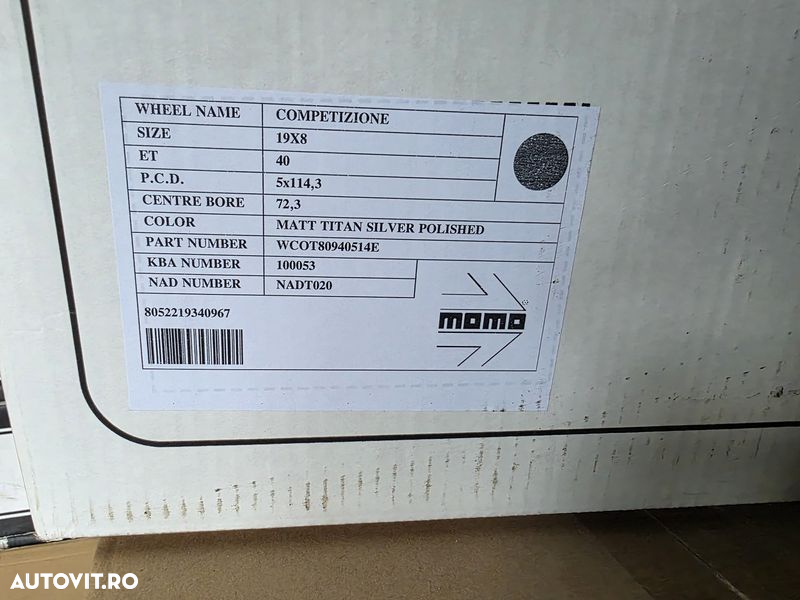 WHEEL NAME COMPETIZIONE
SIZE 19X8
ET 40
P.C.D. 5x114,3
CENTRE BORE 72,3
COLOR MATT TITAN SILVER POLISHED
PART NUMBER WCOT80940514E
KBA NUMBER 100053
NAD NUMBER NADT020
8052219340967
momo
AUTOVIT.RO